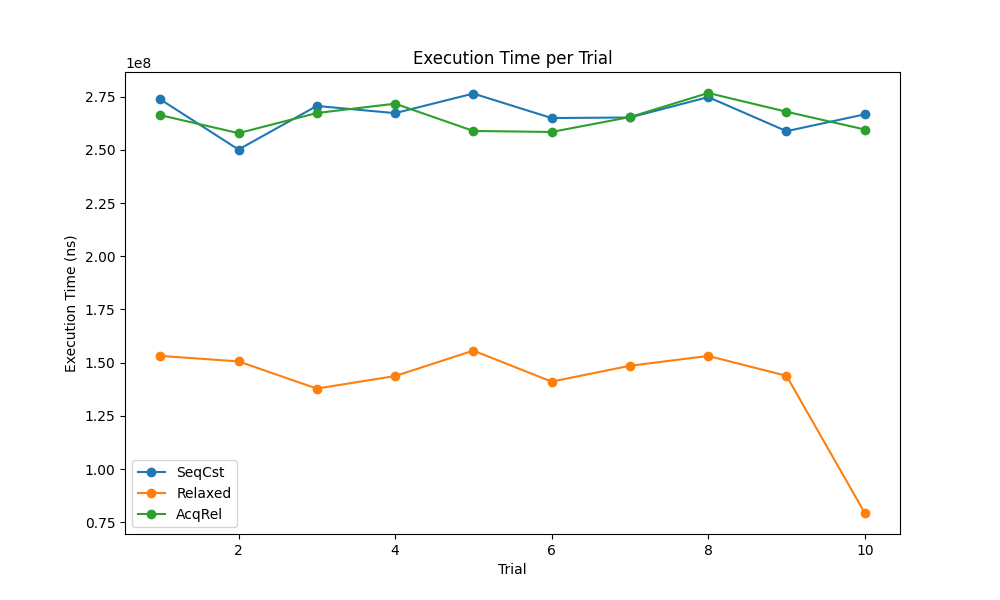 Execution Time per Trial
1e8
2.75
2.50
2.25
2.00
1.75
1.50
1.25
1.00
0.75
Execution Time (ns)
SeqCst
Relaxed
AcqRel
2 4 6 8 10
Trial